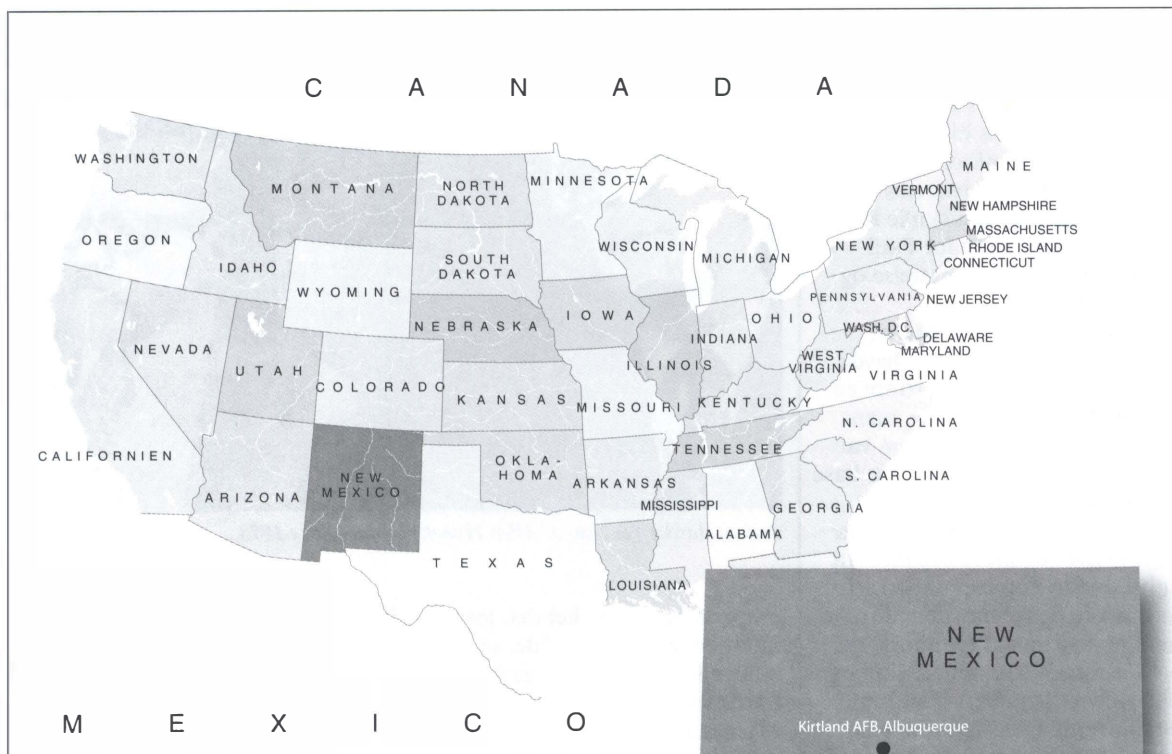 CANADA
WASHINGTON
MONTANA
NORTH
DAKOTA
MINNESOTA
MAINE
VERMONT
NEW HAMPSHIRE
MASSACHUSETTS
RHODE ISLAND
CONNECTICUT
OREGON
IDAHO
WYOMING
SOUTH
DAKOTA
WISCONSIN
MICHIGAN
NEW YORK
PENNSYLVANIA
NEW JERSEY
NEBRASKA
IOWA
ILLINOIS
INDIANA
OHIO
WASH, D.C.
DELAWARE
MARYLAND
WEST
VIRGINIA
VIRGINIA
NEVADA
UTAH
COLORADO
KANSAS
MISSOURI
KENTUCKY
N. CAROLINA
TENNESSEE
CALIFORNIEN
ARIZONA
NEW
MEXICO
OKLA-
HOMA
ARKANSAS
MISSISSIPPI
ALABAMA
GEORGIA
S. CAROLINA
TEXAS
LOUISIANA
MEXICO
NEW
MEXICO
Kirtland AFB, Albuquerque